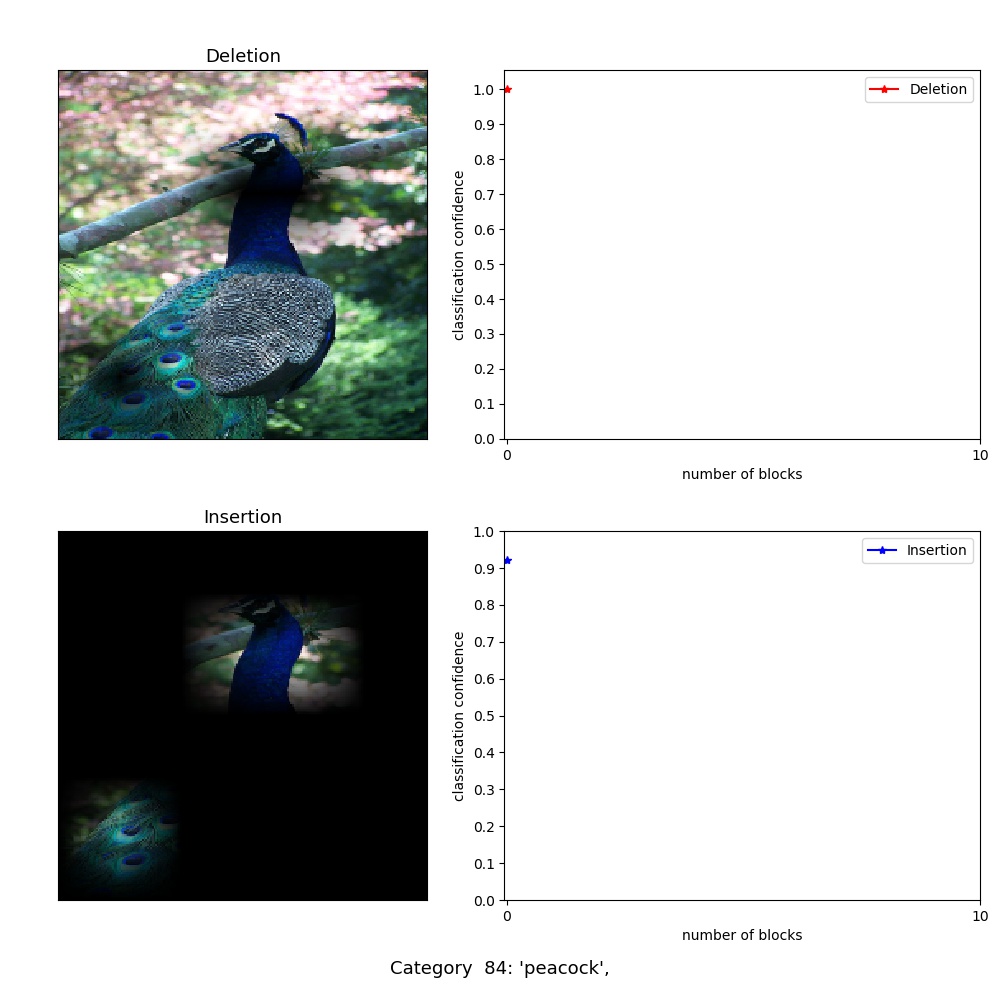 Deletion
1.0
0.9
0.8
0.7
0.6
0.5
0.4
0.3
0.2
0.1
0.0
classification confidence
Deletion
0
10
number of blocks
Insertion
1.0
0.9
0.8
0.7
0.6
0.5
0.4
0.3
0.2
0.1
0.0
classification confidence
Insertion
0
10
number of blocks
Category  84: 'peacock',